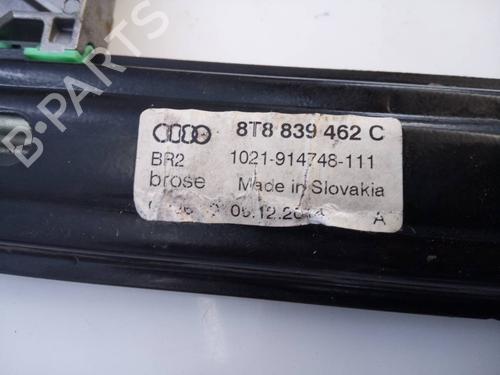 B-PARTS
8T8 839 462 C
BR2 1021-914748-111
brose Made in Slovakia
A